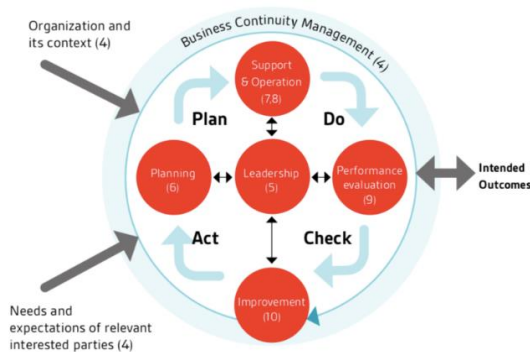 Organization and
its context (4)
Business Continuity Management (4)
Support
& Operation
(7,8)
Plan
Do
Planning
(6)
Leadership
(5)
Performance
evaluation
(9)
Intended
Outcomes
Act
Check
Improvement
(10)
Needs and
expectations of relevant
interested parties (4)